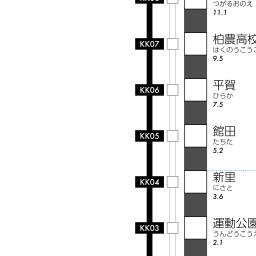 つがるおのえ
11.1
KK07
柏農高校
はくのうこうこ
9.5
KK06
平賀
ひらか
7.5
KK05
館田
たちた
5.2
KK04
新里
にさと
3.6
KK03
運動公園
うんどうこうえ
2.1